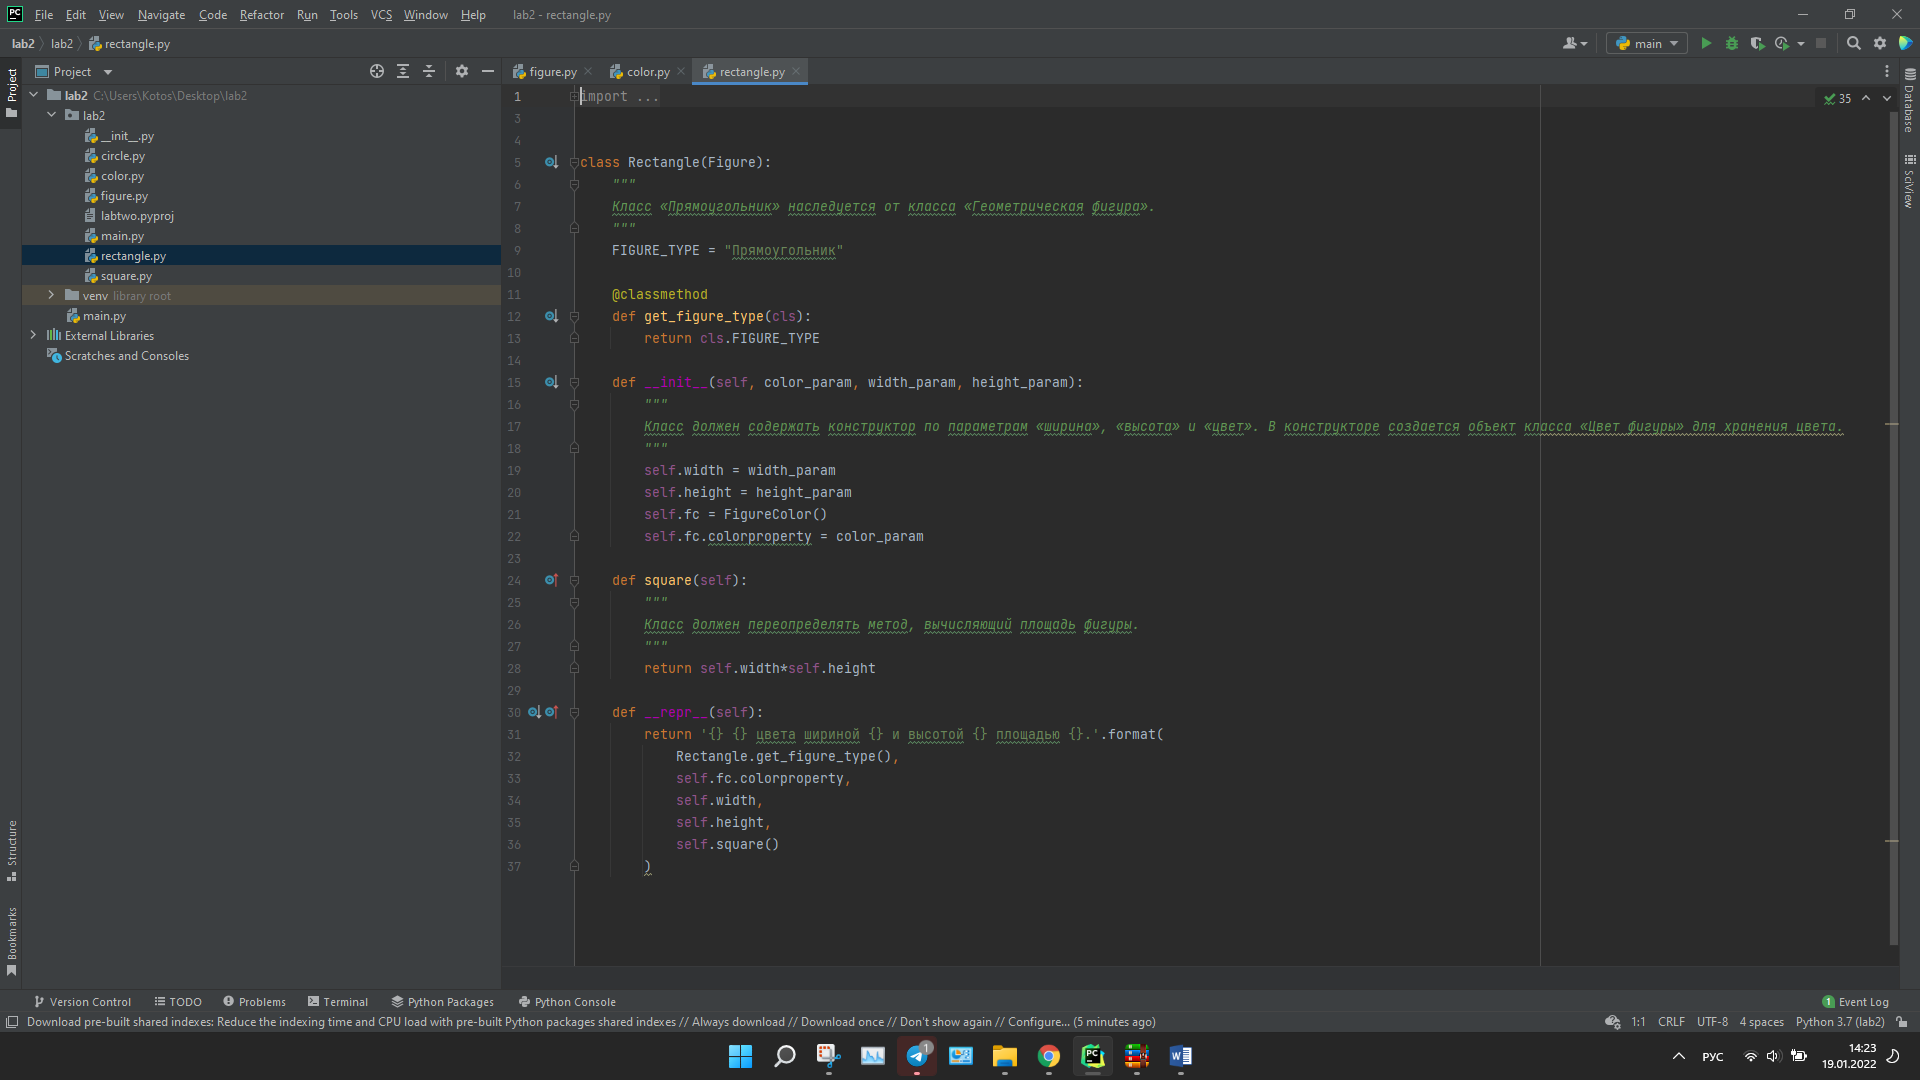 PC File Edit View Navigate Code Refactor Run Tools VCS Window Help lab2 - rectangle.py
lab2 lab2 rectangle.py main
Project
Project
figure.py color.py rectangle.py
lab2 C:\Users\Kotos\Desktop\lab2
lab2
__init__.py
circle.py
color.py
figure.py
labtwo.pyproj
main.py
rectangle.py
square.py
venv library root
main.py
External Libraries
Scratches and Consoles
1 import ...
35
3
4
5 class Rectangle(Figure):
6 """
7 Класс «Прямоугольник» наследуется от класса «Геометрическая фигура».
8 """
9 FIGURE_TYPE = "Прямоугольник"
10
11 @classmethod
12 def get_figure_type(cls):
13 return cls.FIGURE_TYPE
14
15 def __init__(self, color_param, width_param, height_param):
16 """
17 Класс должен содержать конструктор по параметрам «ширина», «высота» и «цвет». В конструкторе создается объект класса «Цвет фигуры» для хранения цвета.
18 """
19 self.width = width_param
20 self.height = height_param
21 self.fc = FigureColor()
22 self.fc.colorproperty = color_param
23
24 def square(self):
25 """
26 Класс должен переопределять метод, вычисляющий площадь фигуры.
27 """
28 return self.width*self.height
29
30 def __repr__(self):
31 return '{} {} цвета шириной {} и высотой {} площадью {}.'.format(
32 Rectangle.get_figure_type(),
33 self.fc.colorproperty,
34 self.width,
35 self.height,
36 self.square()
37 )
Database
SciView
Structure
Bookmarks
Version Control TODO Problems Terminal Python Packages Python Console 1 Event Log
Download pre-built shared indexes: Reduce the indexing time and CPU load with pre-built Python packages shared indexes // Always download // Download once // Don't show again // Configure... (5 minutes ago) 1:1 CRLF UTF-8 4 spaces Python 3.7 (lab2)
1 PC W РУС 14:23
19.01.2022